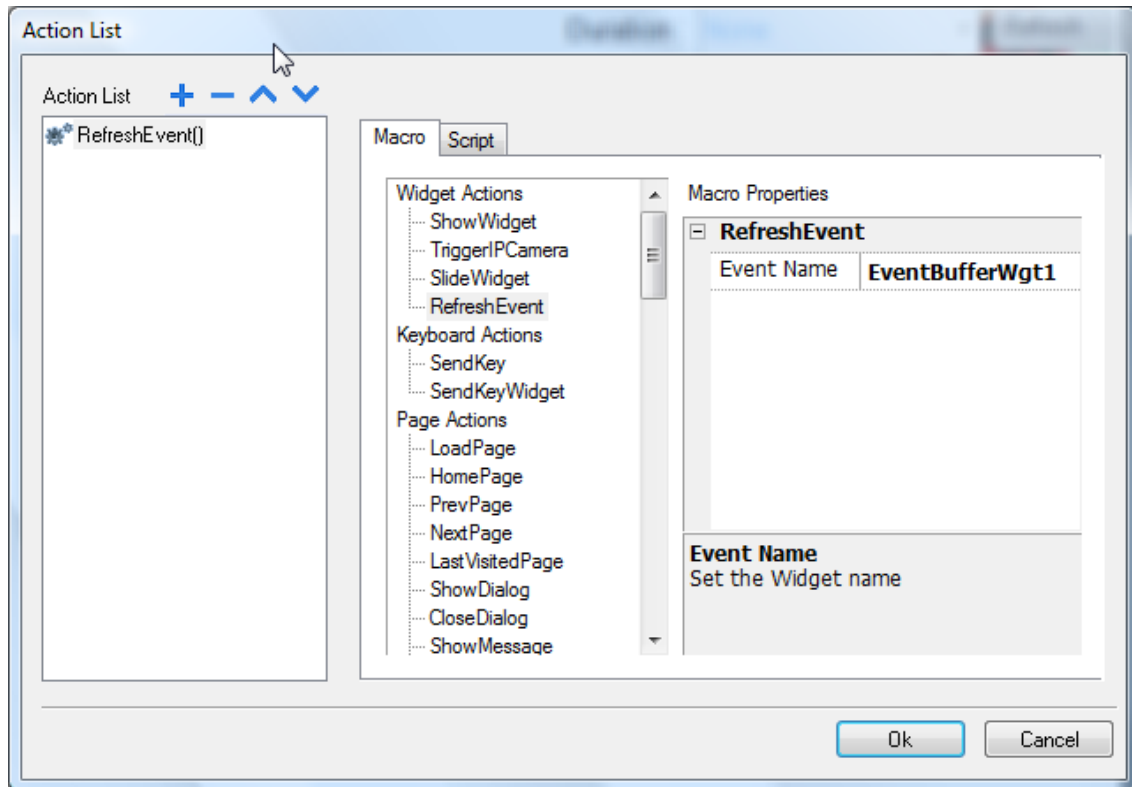 Action List
Action List
RefreshEvent()
Macro
Script
Widget Actions
ShowWidget
TriggerIPCamera
SlideWidget
RefreshEvent
Keyboard Actions
SendKey
SendKeyWidget
Page Actions
LoadPage
HomePage
PrevPage
NextPage
LastVisitedPage
ShowDialog
CloseDialog
ShowMessage
Macro Properties
RefreshEvent
Event Name EventBufferWgt1
Event Name
Set the Widget name
Ok
Cancel